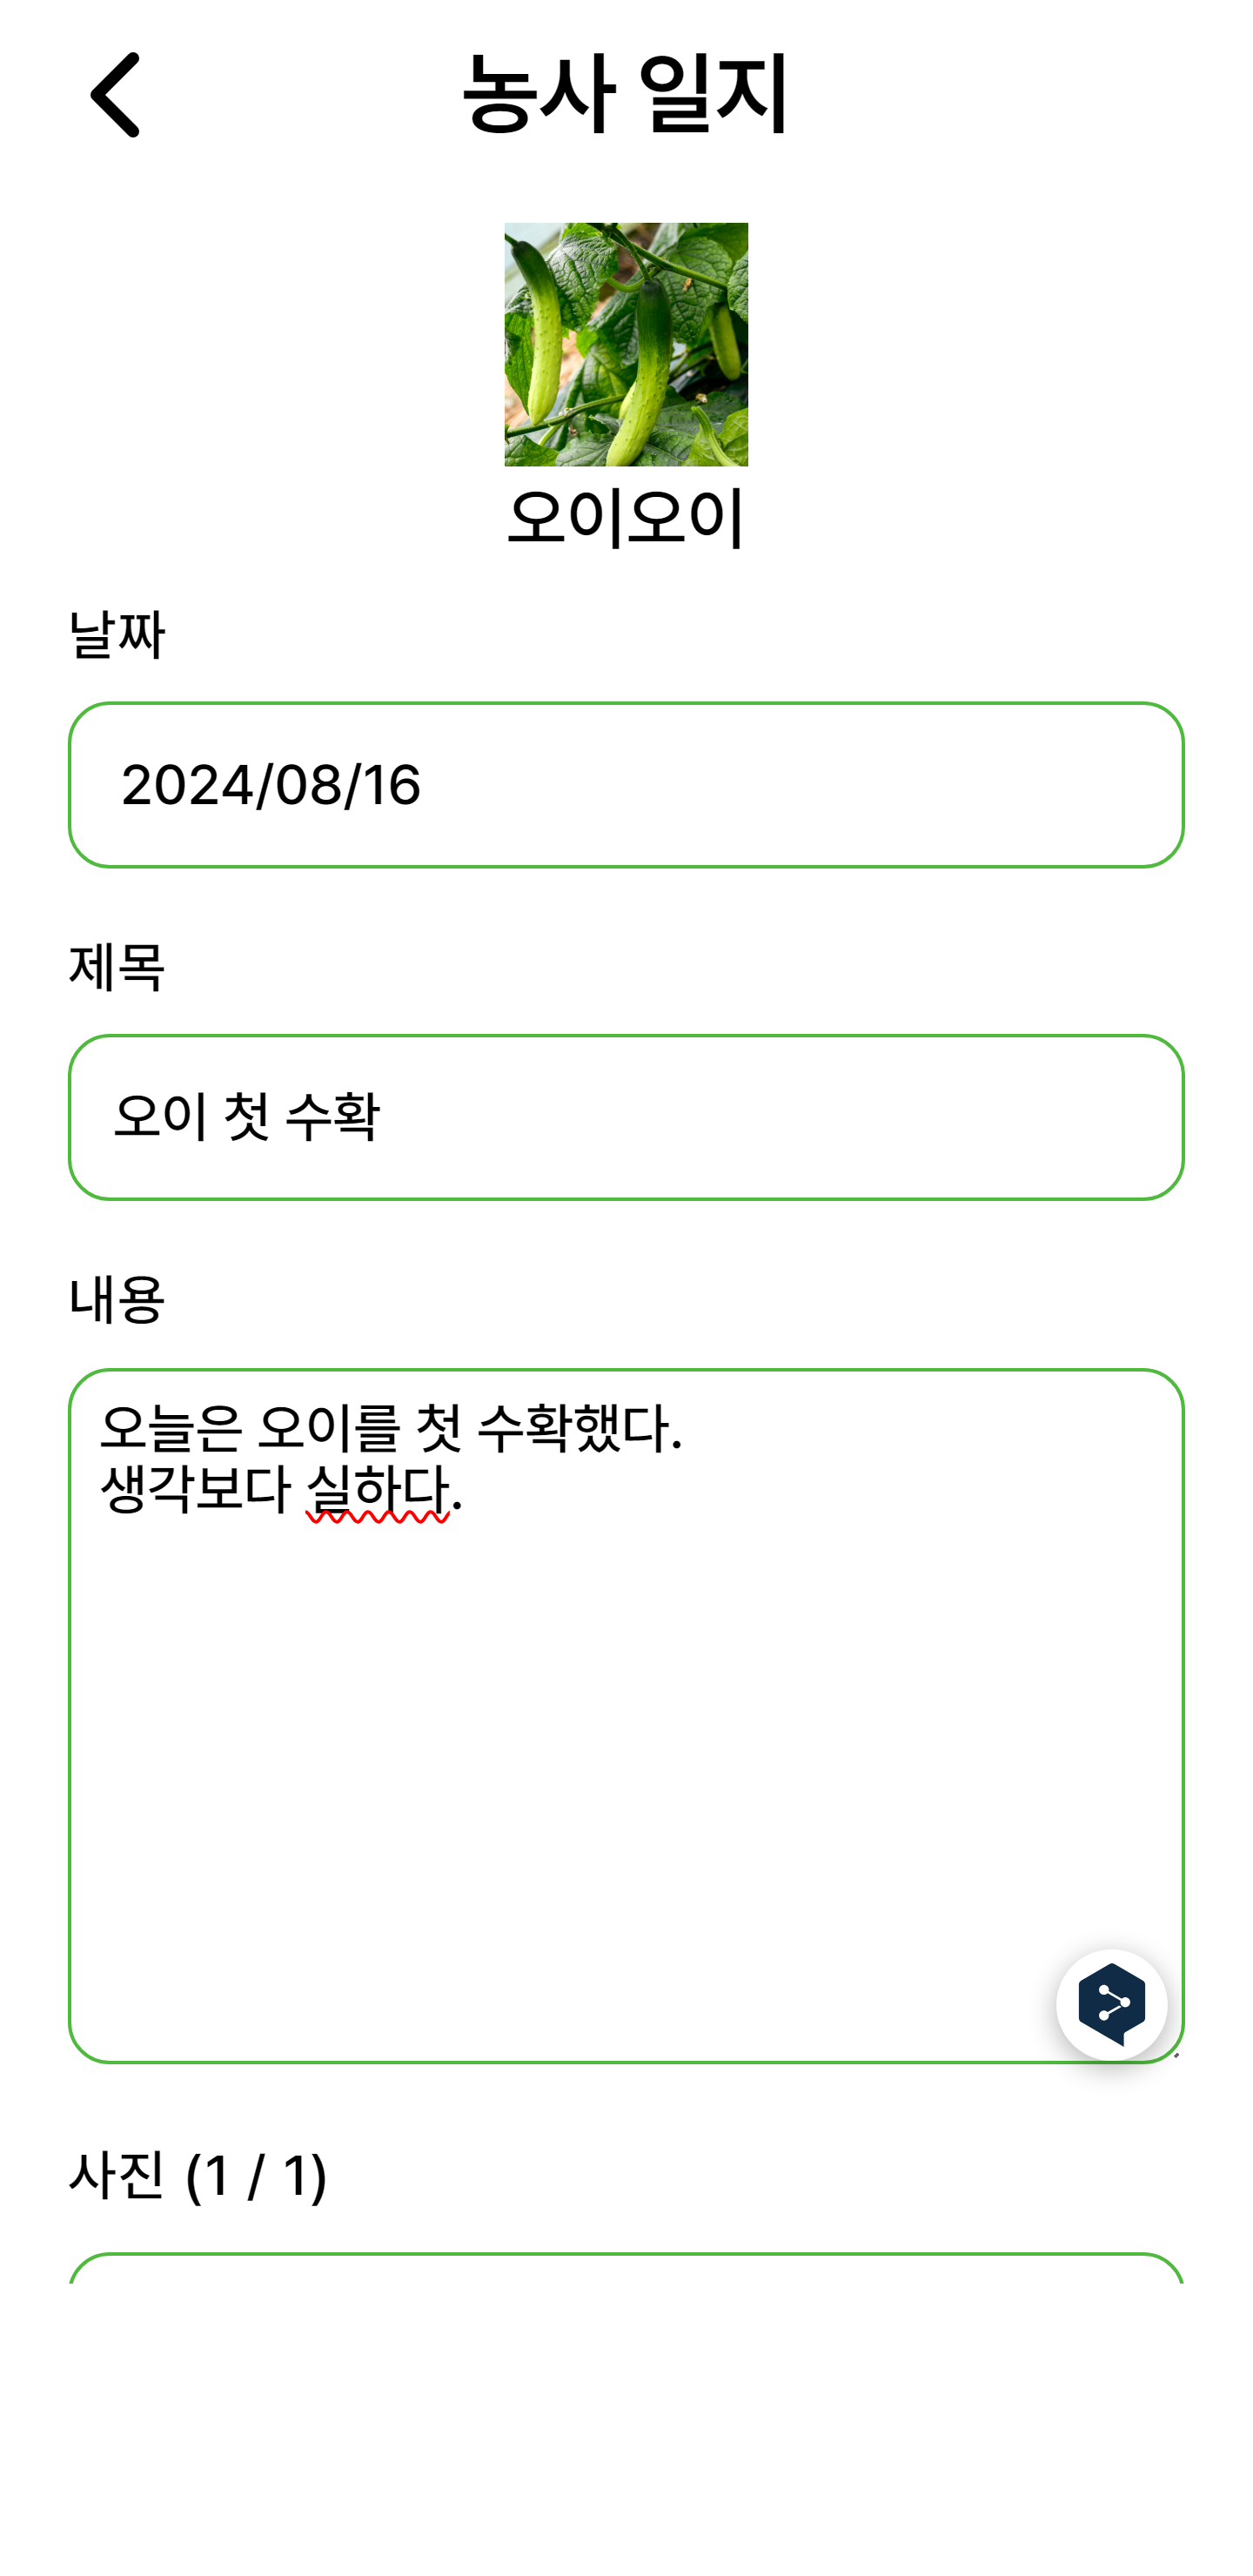 농사 일지
오이오이
날짜
2024/08/16
제목
오이 첫 수확
내용
오늘은 오이를 첫 수확했다.
생각보다 실하다.
사진 (1 / 1)